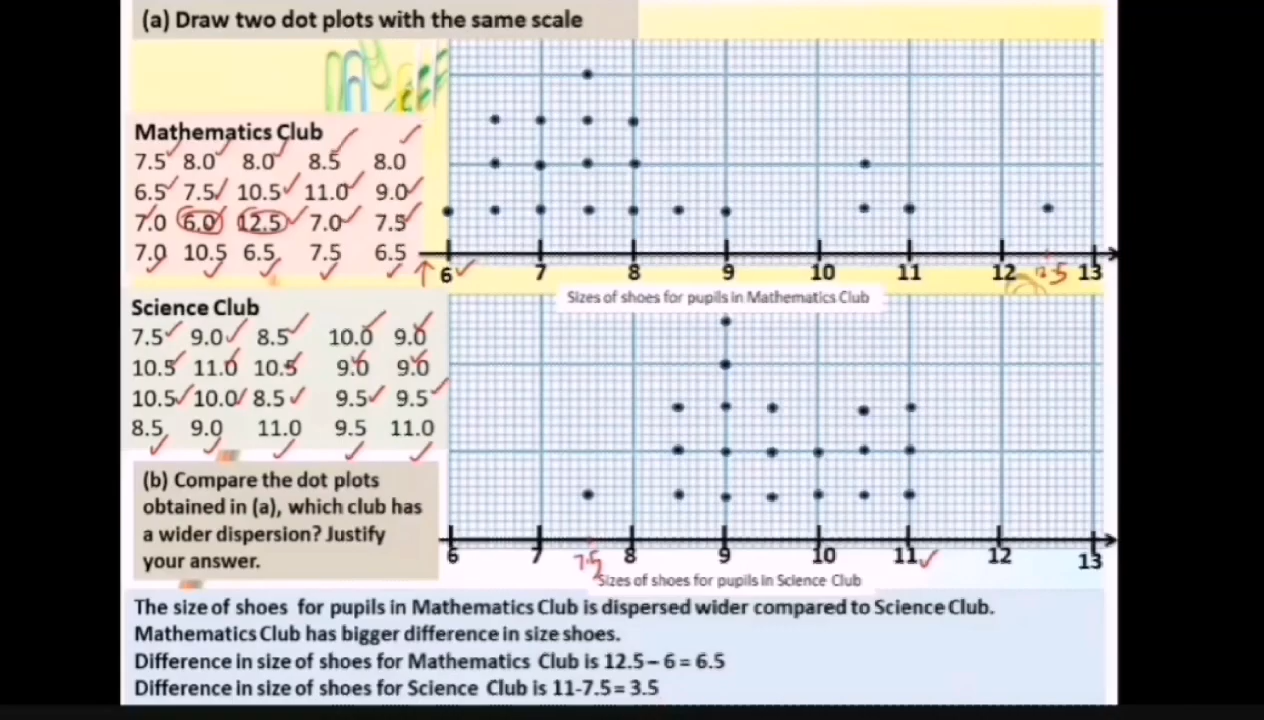 (a) Draw two dot plots with the same scale
Mathematics Club
7.5 8.0 8.0 8.5 8.0
6.5 7.5 10.5 11.0 9.0
7.0 6.0 12.5 7.0 7.5
7.0 10.5 6.5 7.5 6.5
6 7 8 9 10 11 12 12.5 13
Sizes of shoes for pupils in Mathematics Club
Science Club
7.5 9.0 8.5 10.0 9.0
10.5 11.0 10.5 9.0 9.0
10.5 10.0 8.5 9.5 9.5
8.5 9.0 11.0 9.5 11.0
6 7 7.5 8 9 10 11 12 13
Sizes of shoes for pupils in Science Club
(b) Compare the dot plots
obtained in (a), which club has
a wider dispersion? Justify
your answer.
The size of shoes for pupils in Mathematics Club is dispersed wider compared to Science Club.
Mathematics Club has bigger difference in size shoes.
Difference in size of shoes for Mathematics Club is 12.5 – 6 = 6.5
Difference in size of shoes for Science Club is 11-7.5= 3.5